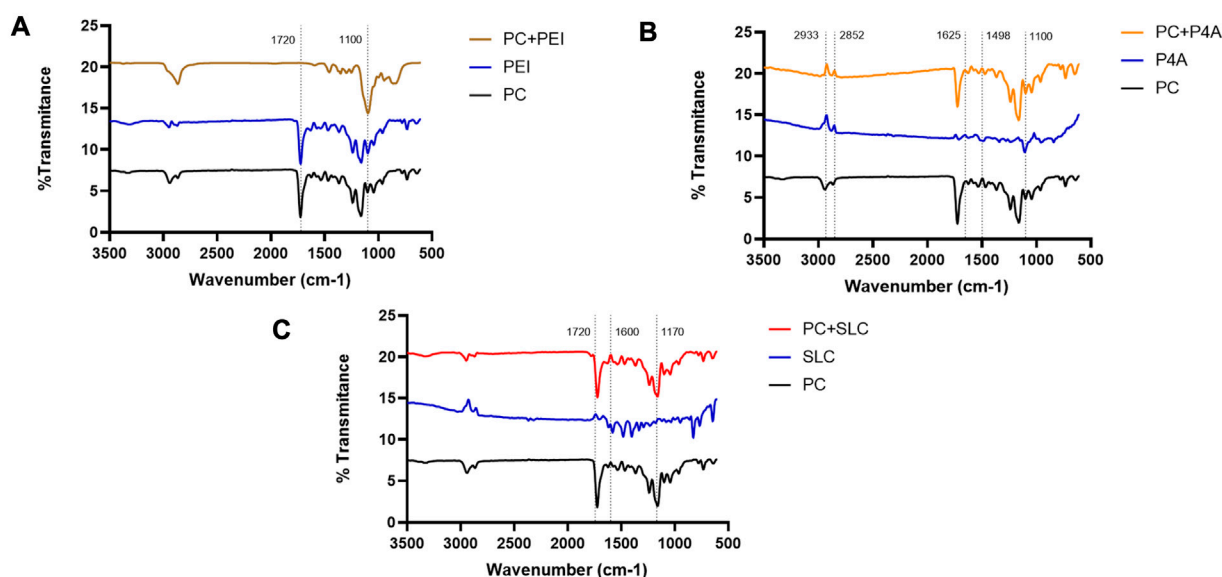 A
%Transmitance
25
20
15
10
5
0
1720
1100
PC+PEI
PEI
PC
3500 3000 2500 2000 1500 1000 500
Wavenumber (cm-1)
B
% Transmitance
25
20
15
10
5
0
2933 2852 1625 1498 1100
PC+P4A
P4A
PC
3500 3000 2500 2000 1500 1000 500
Wavenumber (cm-1)
C
% Transmitance
25
20
15
10
5
0
1720 1600 1170
PC+SLC
SLC
PC
3500 3000 2500 2000 1500 1000 500
Wavenumber (cm-1)